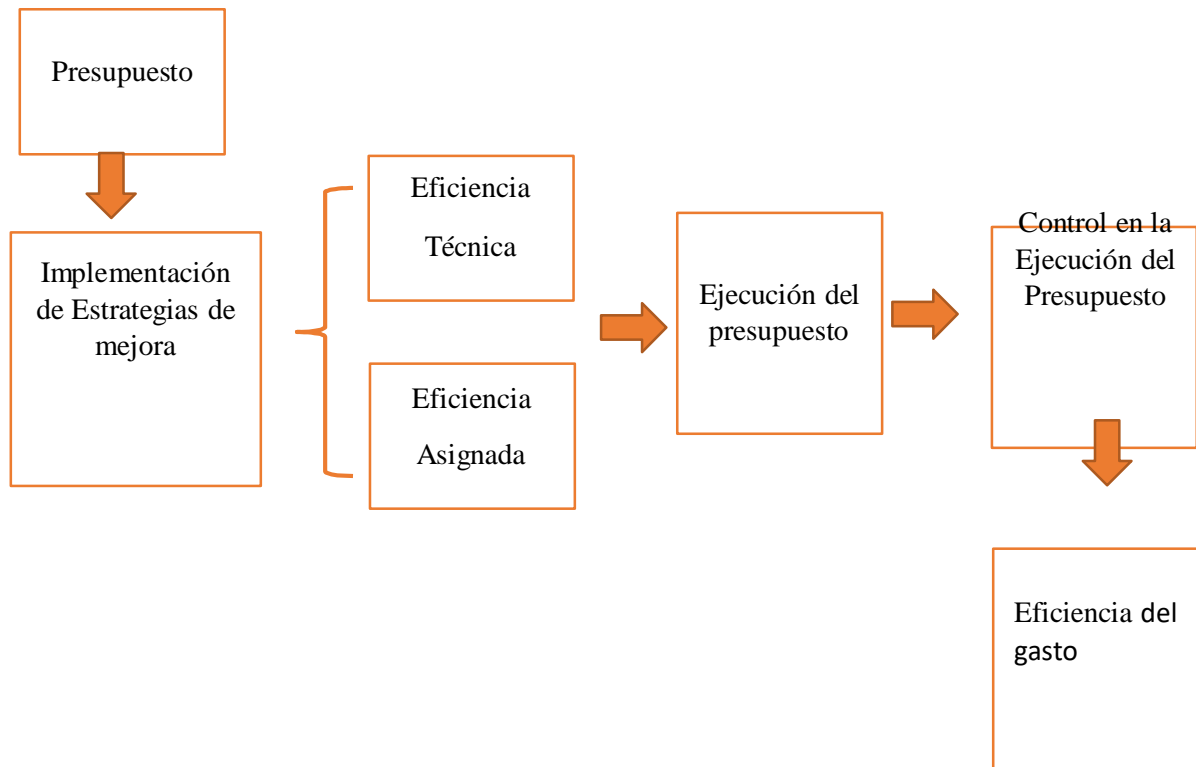 Presupuesto
Implementación
de Estrategias de
mejora
Eficiencia
Técnica
Eficiencia
Asignada
Ejecución del
presupuesto
Control en la
Ejecución del
Presupuesto
Eficiencia del
gasto